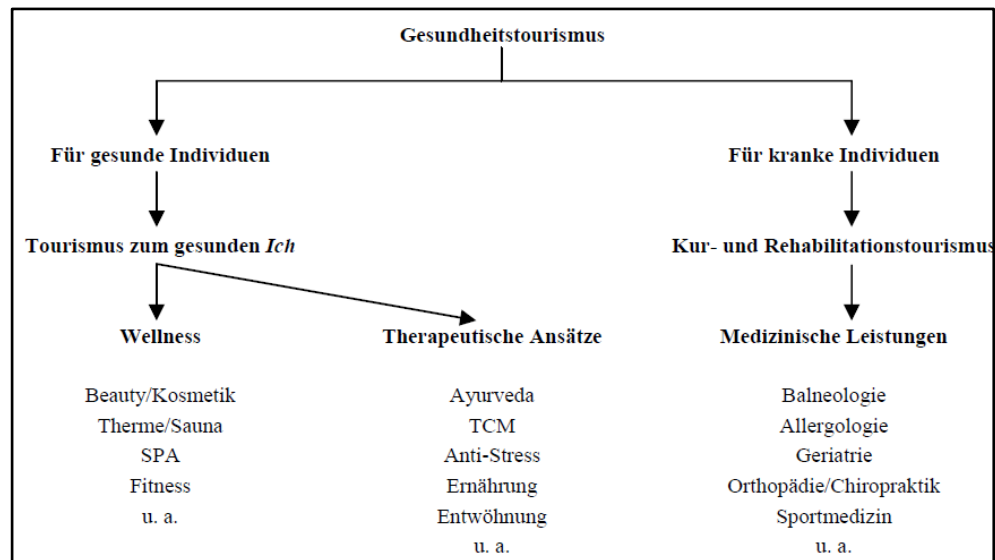 Gesundheitstourismus
Für gesunde Individuen
Für kranke Individuen
Tourismus zum gesunden Ich
Kur- und Rehabilitationstourismus
Wellness
Therapeutische Ansätze
Medizinische Leistungen
Beauty/Kosmetik
Therme/Sauna
SPA
Fitness
u. a.
Ayurveda
TCM
Anti-Stress
Ernährung
Entwöhnung
u. a.
Balneologie
Allergologie
Geriatrie
Orthopädie/Chiropraktik
Sportmedizin
u. a.